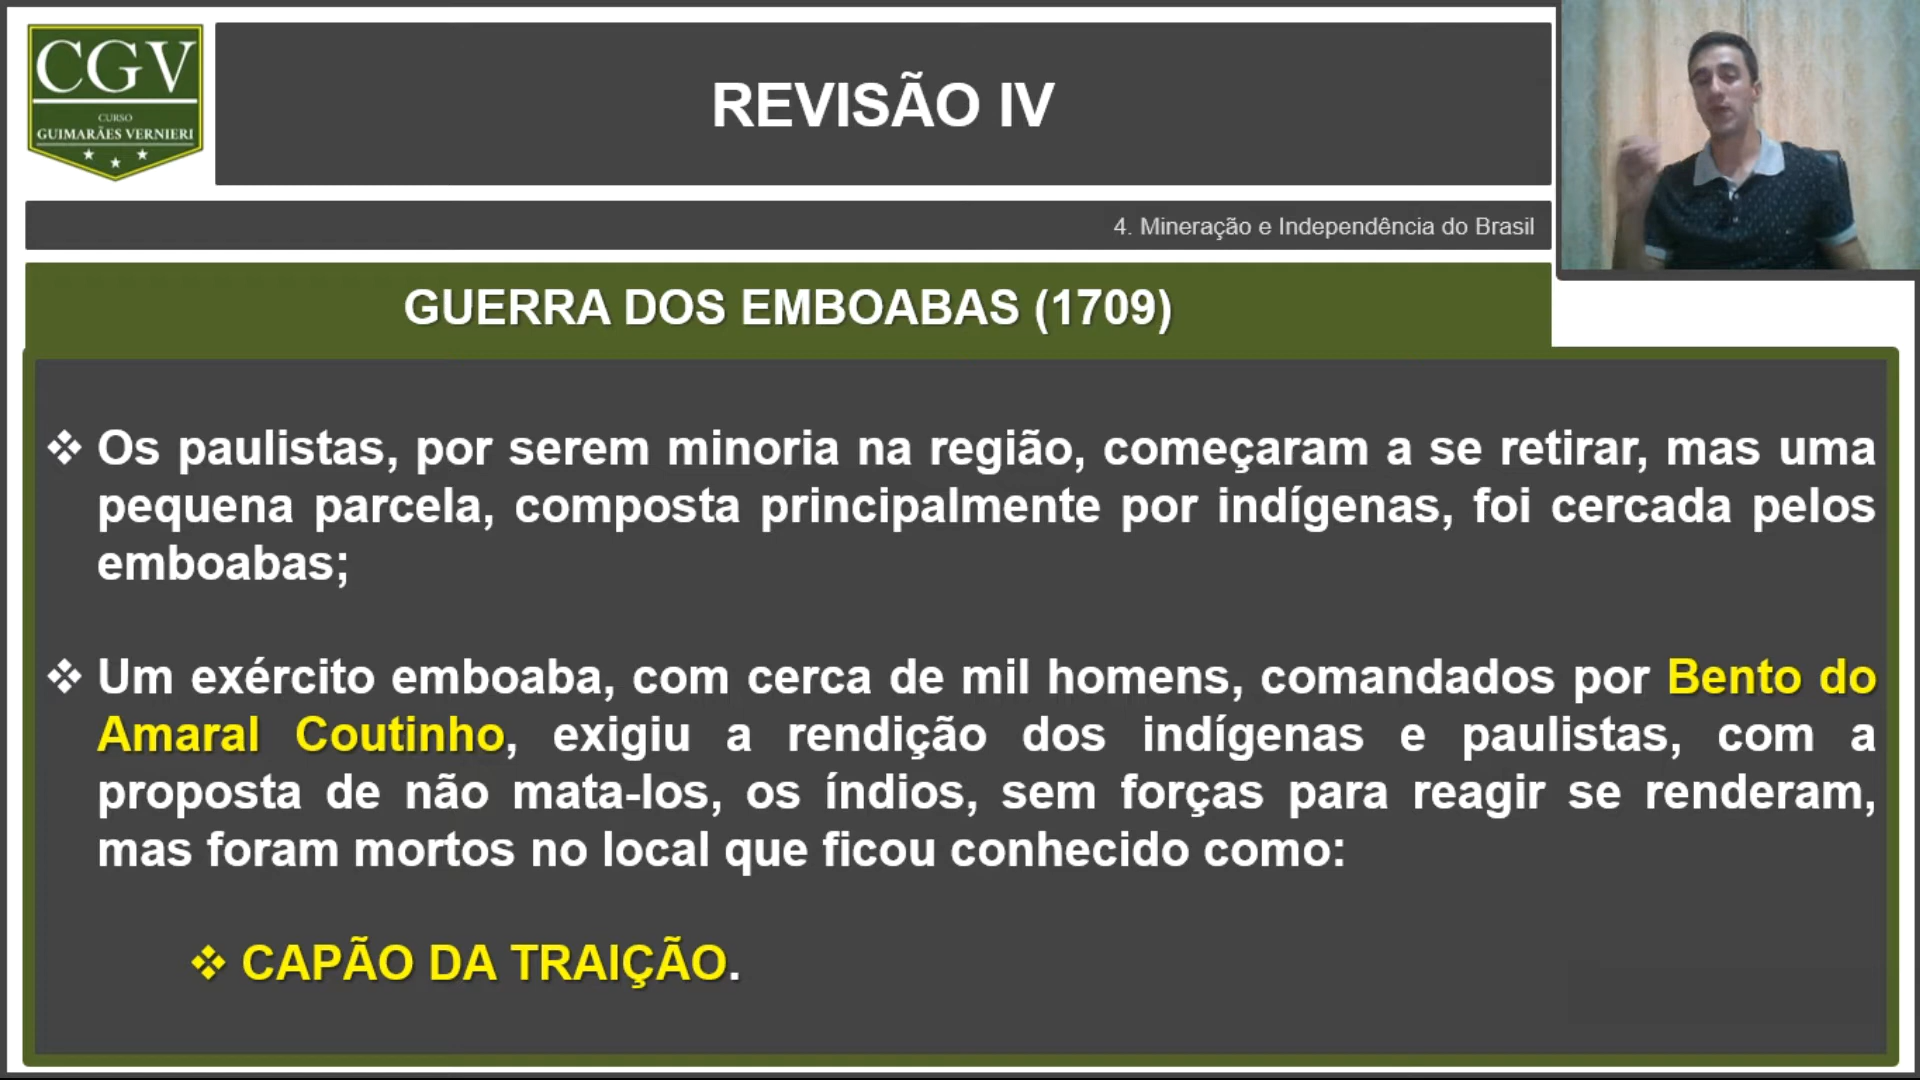 CGV
CURSO
GUIMARÃES VERNIERI
REVISÃO IV
4. Mineração e Independência do Brasil
GUERRA DOS EMBOABAS (1709)
Os paulistas, por serem minoria na região, começaram a se retirar, mas uma
pequena parcela, composta principalmente por indígenas, foi cercada pelos
emboabas;
Um exército emboaba, com cerca de mil homens, comandados por Bento do
Amaral Coutinho, exigiu a rendição dos indígenas e paulistas, com a
proposta de não mata-los, os índios, sem forças para reagir se renderam,
mas foram mortos no local que ficou conhecido como:
CAPÃO DA TRAIÇÃO.